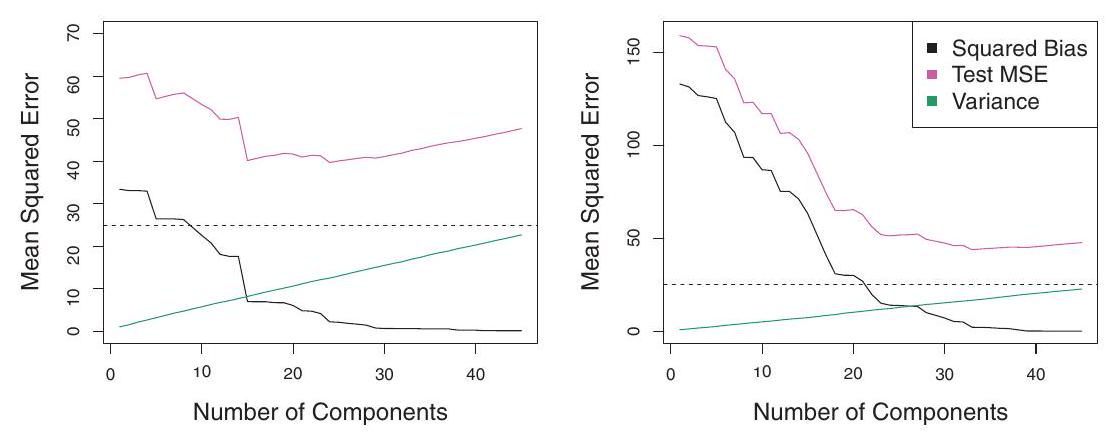 Mean Squared Error
70
60
50
40
30
20
10
0
0 10 20 30 40
Number of Components
Mean Squared Error
150
100
50
0
0 10 20 30 40
Number of Components
Squared Bias
Test MSE
Variance